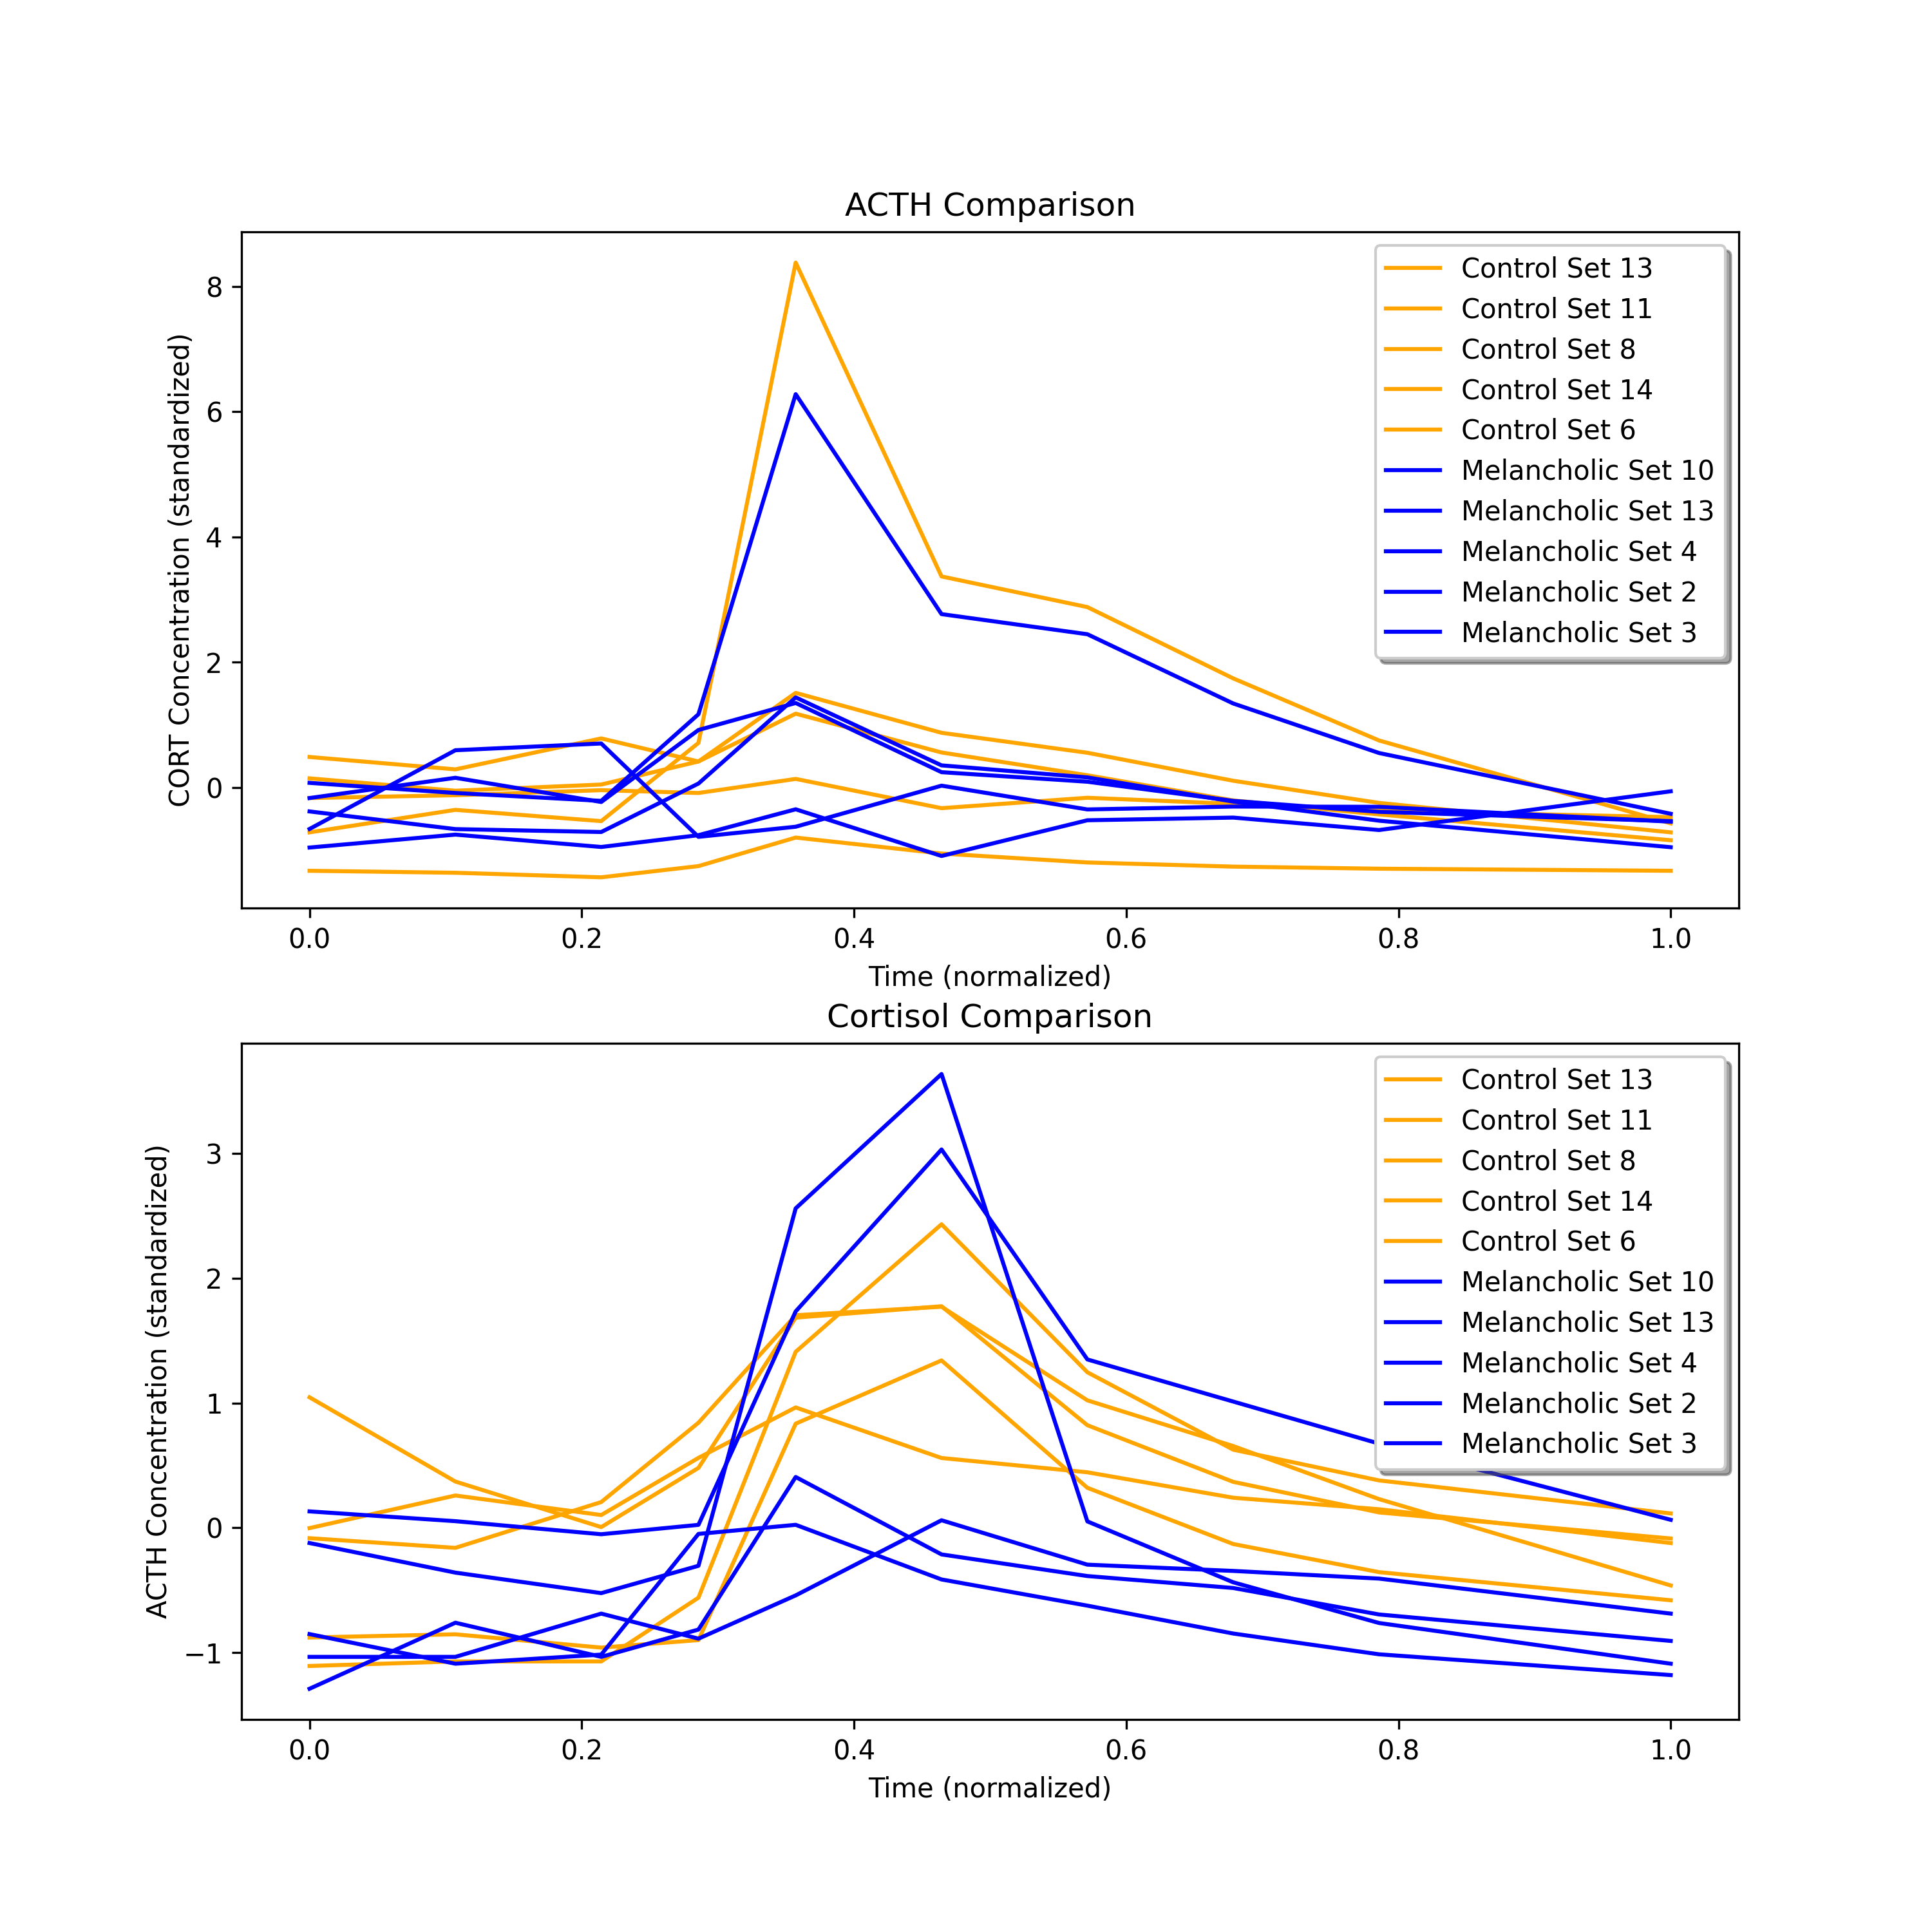 ACTH Comparison
CORT Concentration (standardized)
8
6
4
2
0
Control Set 13
Control Set 11
Control Set 8
Control Set 14
Control Set 6
Melancholic Set 10
Melancholic Set 13
Melancholic Set 4
Melancholic Set 2
Melancholic Set 3
0.0 0.2 0.4 0.6 0.8 1.0
Time (normalized)
Cortisol Comparison
ACTH Concentration (standardized)
3
2
1
0
−1
Control Set 13
Control Set 11
Control Set 8
Control Set 14
Control Set 6
Melancholic Set 10
Melancholic Set 13
Melancholic Set 4
Melancholic Set 2
Melancholic Set 3
0.0 0.2 0.4 0.6 0.8 1.0
Time (normalized)